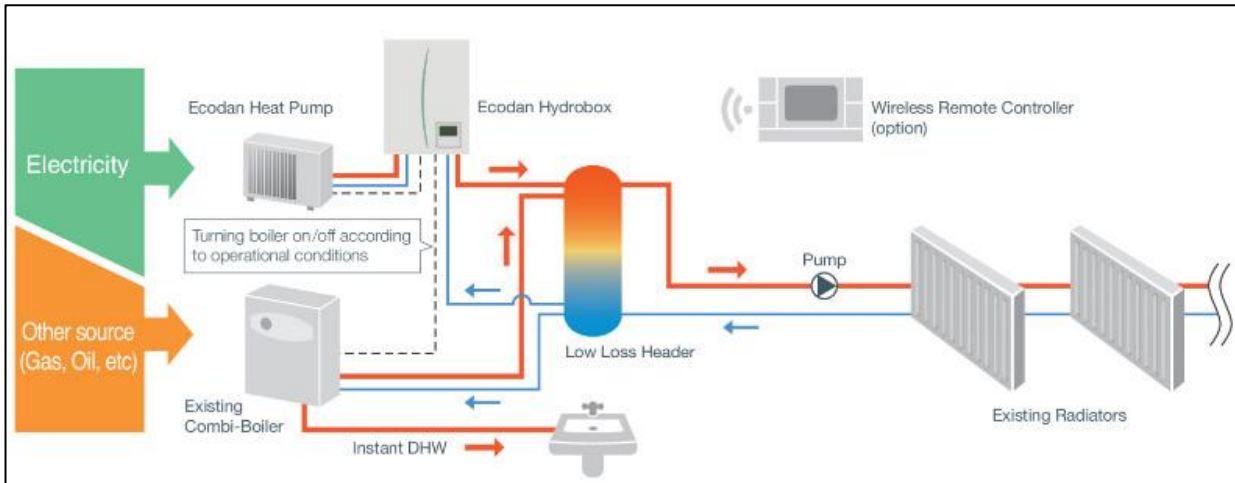 Electricity
Ecodan Heat Pump
Ecodan Hydrobox
Wireless Remote Controller
(option)
Turning boiler on/off according
to operational conditions
Other source
(Gas, Oil, etc)
Existing
Combi-Boiler
Instant DHW
Low Loss Header
Pump
Existing Radiators